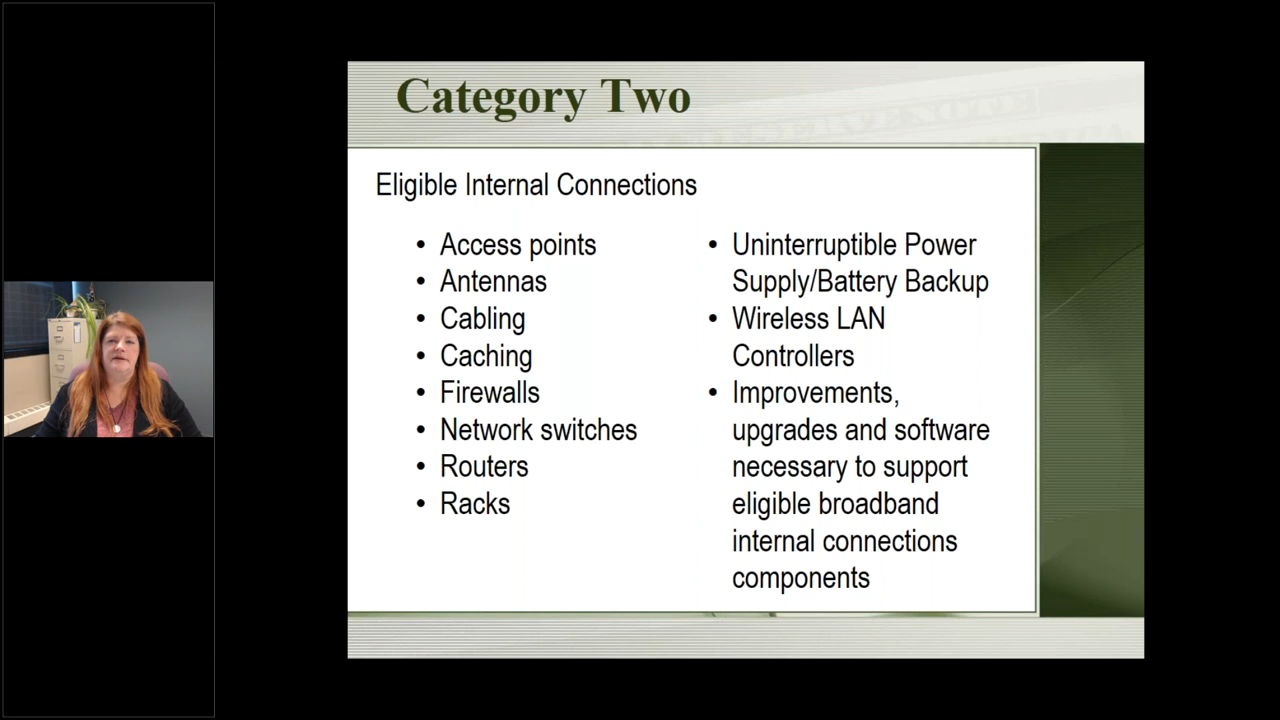 Category Two
Eligible Internal Connections
• Access points
• Antennas
• Cabling
• Caching
• Firewalls
• Network switches
• Routers
• Racks
• Uninterruptible Power
Supply/Battery Backup
• Wireless LAN
Controllers
• Improvements,
upgrades and software
necessary to support
eligible broadband
internal connections
components